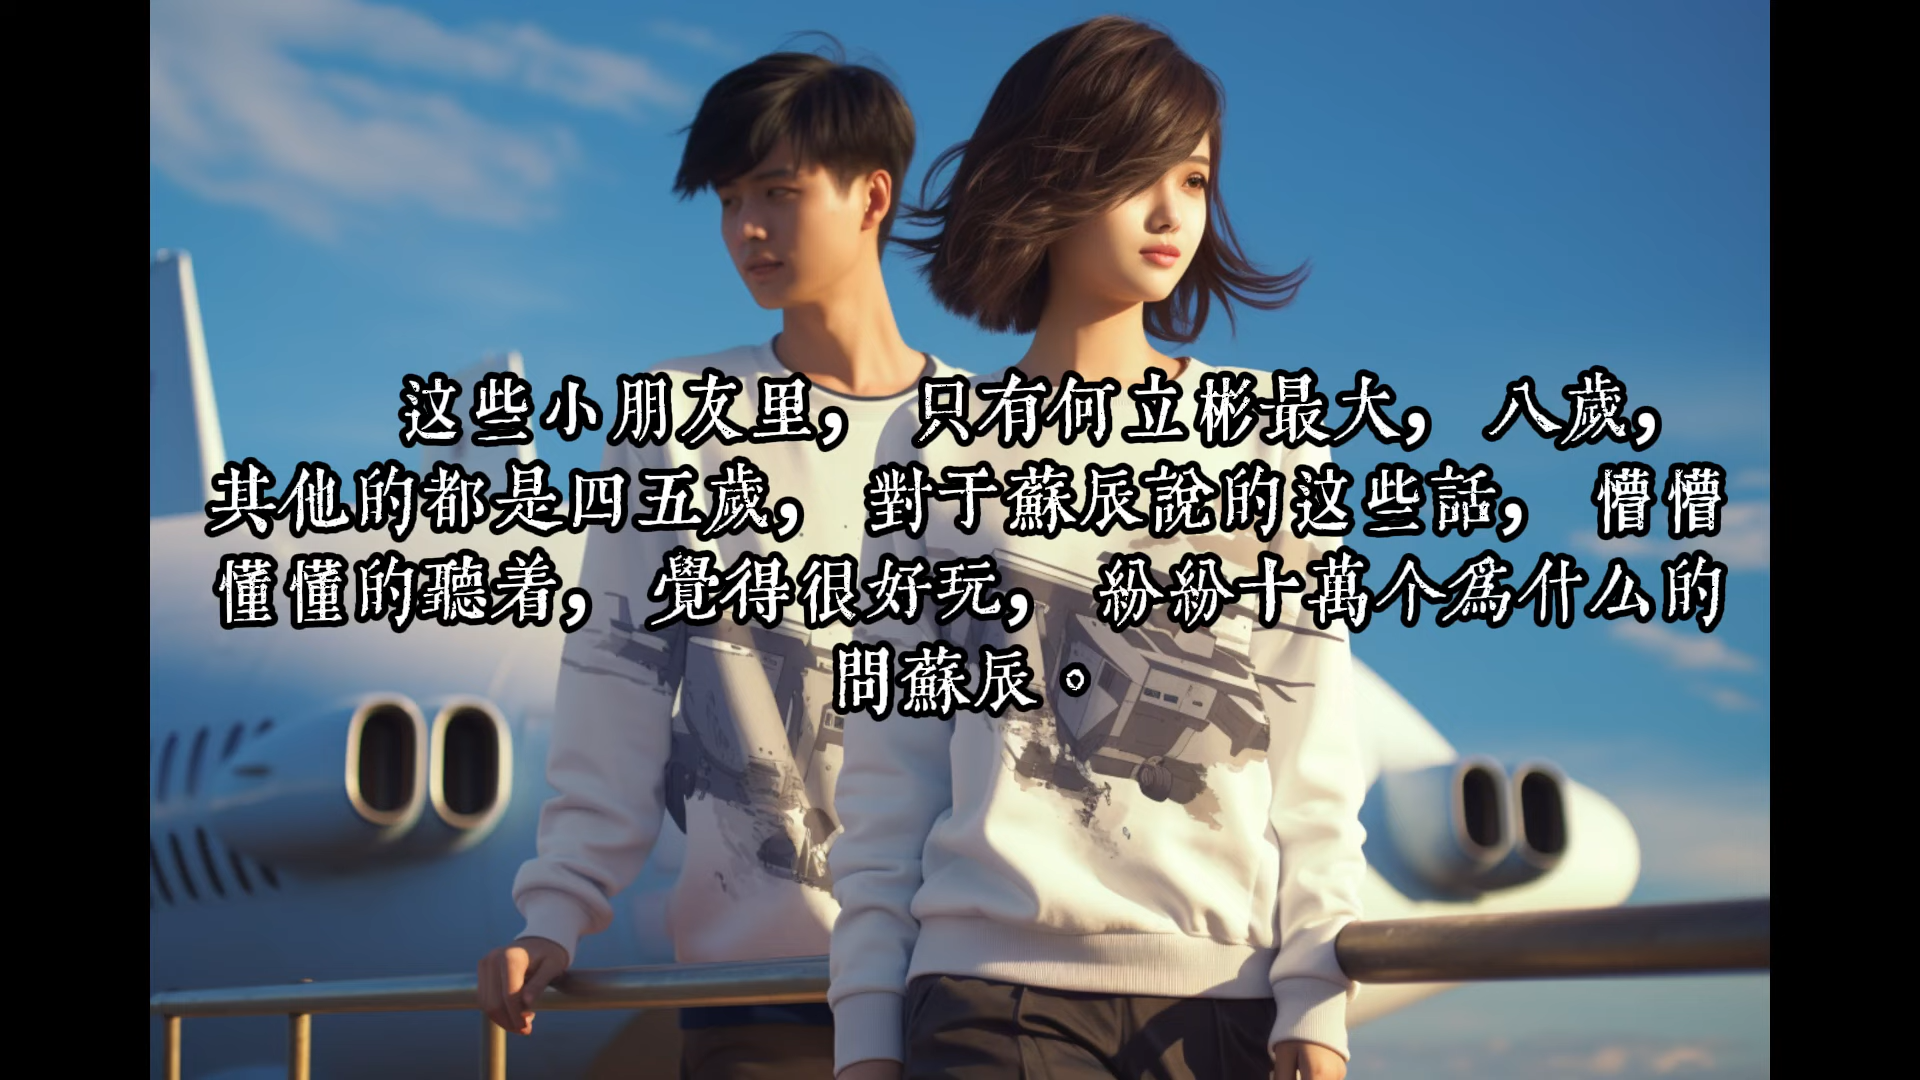 这些小朋友里，只有何立彬最大，八歲，
其他的都是四五歲，對于蘇辰說的这些話，懵懵
懂懂的聽着，覺得很好玩，紛紛十萬个爲什么的
問蘇辰。